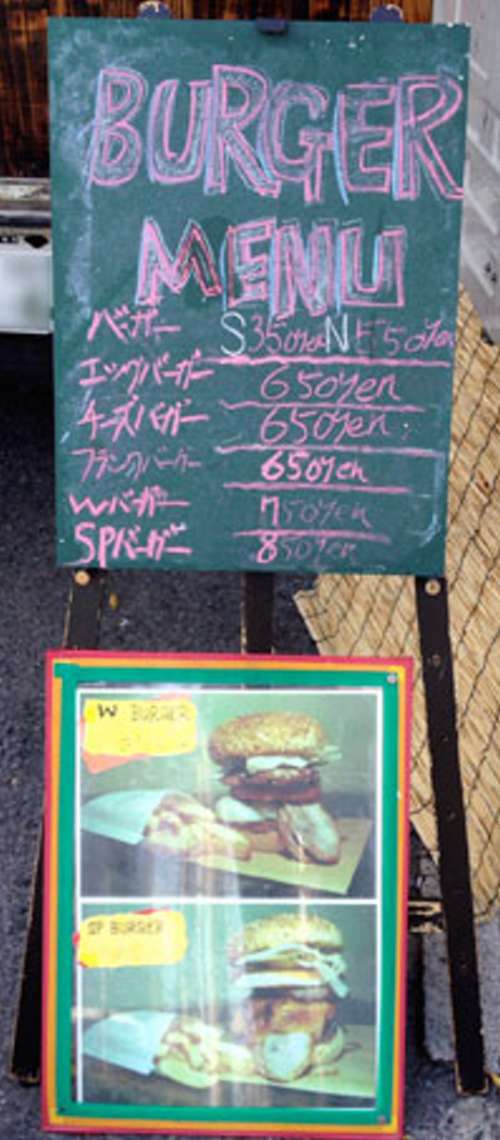 BURGER
MENU
バーガー S350yen N550yen
エッグバーガー 650yen
チーズバーガー 650yen
フランクバーガー 650yen
Wバーガー 750yen
SPバーガー 850yen
W BURGER
SP BURGER